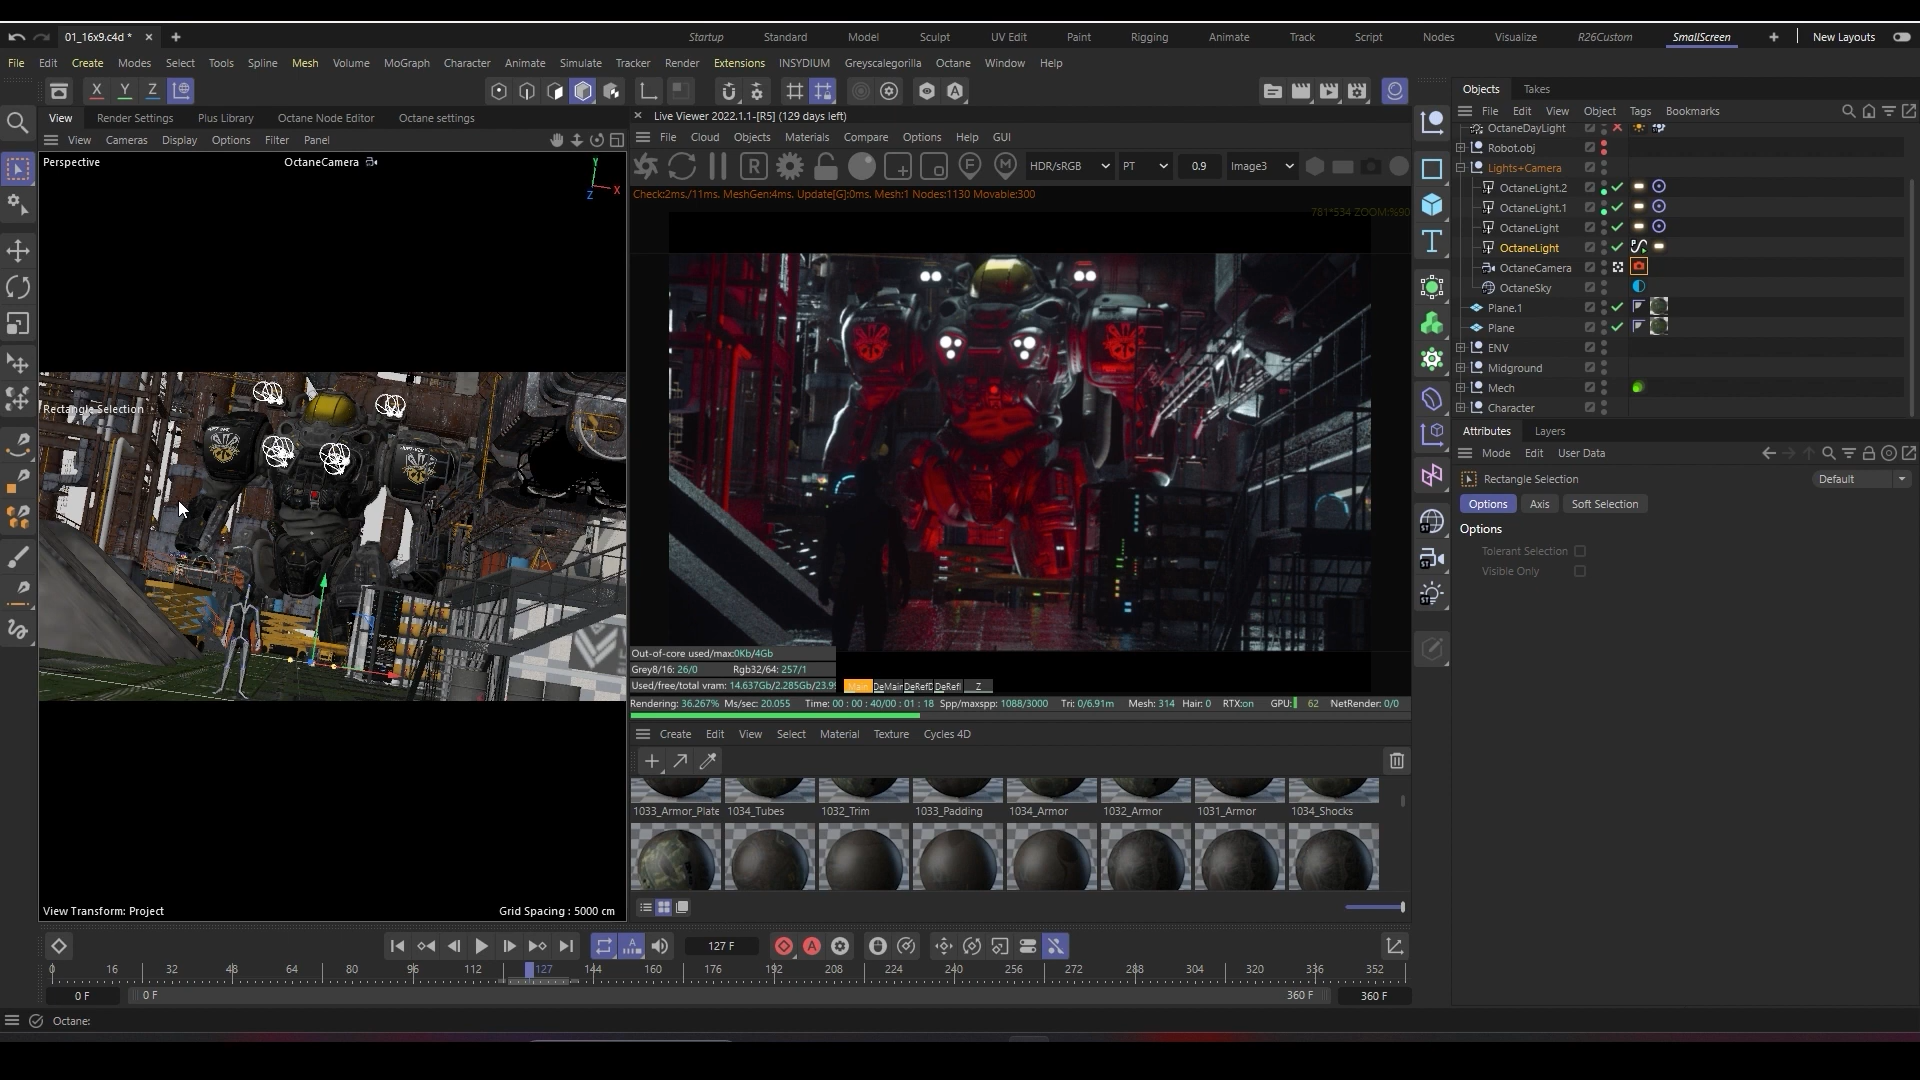 01_16x9.c4d *
Startup Standard Model Sculpt UV Edit Paint Rigging Animate Track Script Nodes Visualize R26Custom SmallScreen New Layouts
File Edit Create Modes Select Tools Spline Mesh Volume MoGraph Character Animate Simulate Tracker Render Extensions INSYDIUM Greyscalegorilla Octane Window Help
X Y Z
View Render Settings Plus Library Octane Node Editor Octane settings
View Cameras Display Options Filter Panel
Perspective OctaneCamera
Y X Z
Rectangle Selection
View Transform: Project Grid Spacing : 5000 cm
Live Viewer 2022.1.1-[R5] (129 days left)
File Cloud Objects Materials Compare Options Help GUI
R F M HDR/sRGB PT 0.9 Image3
Check:2ms./11ms. MeshGen:4ms. Update[G]:0ms. Mesh:1 Nodes:1130 Movable:300
781*534 ZOOM:%90
Out-of-core used/max:0Kb/4Gb
Grey8/16: 26/0 Rgb32/64: 257/1
Used/free/total vram: 14.637Gb/2.285Gb/23.9
Main DeMain DeRefD DeRefl Z
Rendering: 36.267% Ms/sec: 20.055 Time: 00 : 00 : 40/00 : 01 : 18 Spp/maxspp: 1088/3000 Tri: 0/6.91m Mesh: 314 Hair: 0 RTX:on GPU: 62 NetRender: 0/0
Create Edit View Select Material Texture Cycles 4D
1033_Armor_Plate 1034_Tubes 1032_Trim 1033_Padding 1034_Armor 1032_Armor 1031_Armor 1034_Shocks
Objects Takes
File Edit View Object Tags Bookmarks
OctaneDayLight
Robot.obj
Lights+Camera
OctaneLight.2
OctaneLight.1
OctaneLight
OctaneLight
OctaneCamera
OctaneSky
Plane.1
Plane
ENV
Midground
Mech
Character
Attributes Layers
Mode Edit User Data
Rectangle Selection Default
Options Axis Soft Selection
Options
Tolerant Selection
Visible Only
127 F
0 16 32 48 64 80 96 112 127 144 160 176 192 208 224 240 256 272 288 304 320 336 352
0 F 0 F 360 F 360 F
Octane: